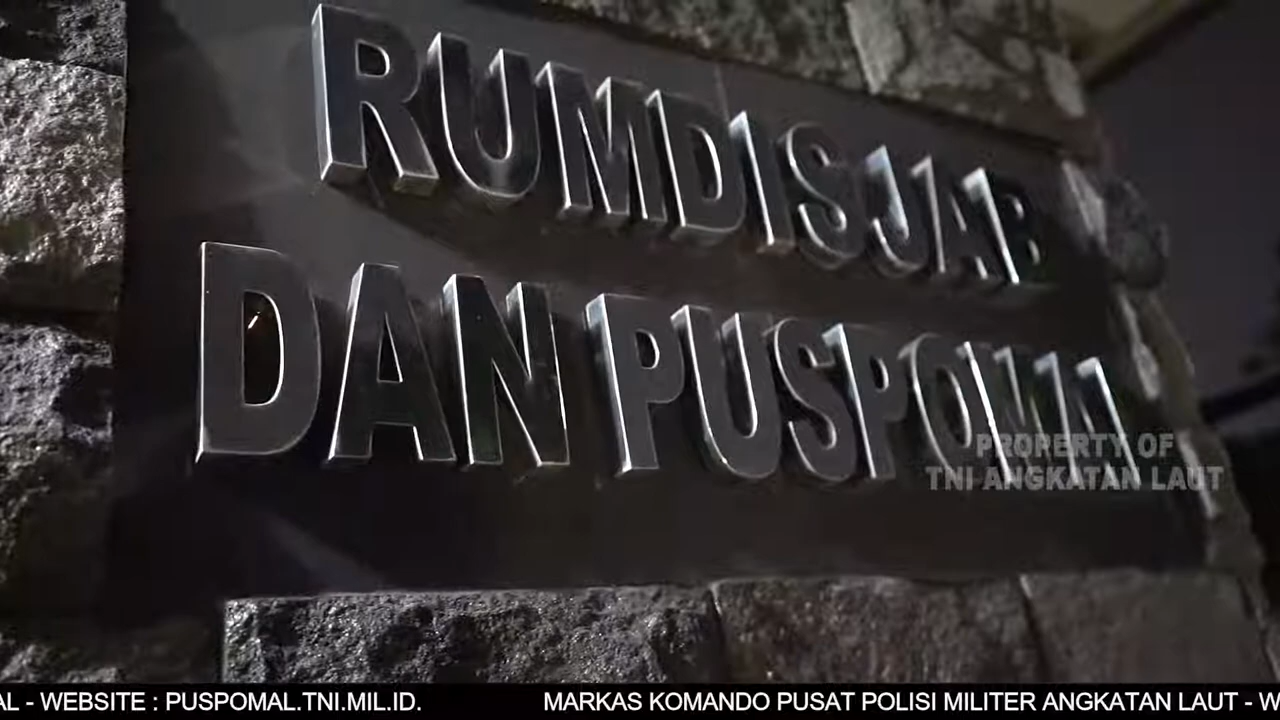 RUMDISJAB
DAN PUSPOMAL
PROPERTY OF
TNI ANGKATAN LAUT
AL - WEBSITE : PUSPOMAL.TNI.MIL.ID. MARKAS KOMANDO PUSAT POLISI MILITER ANGKATAN LAUT - W